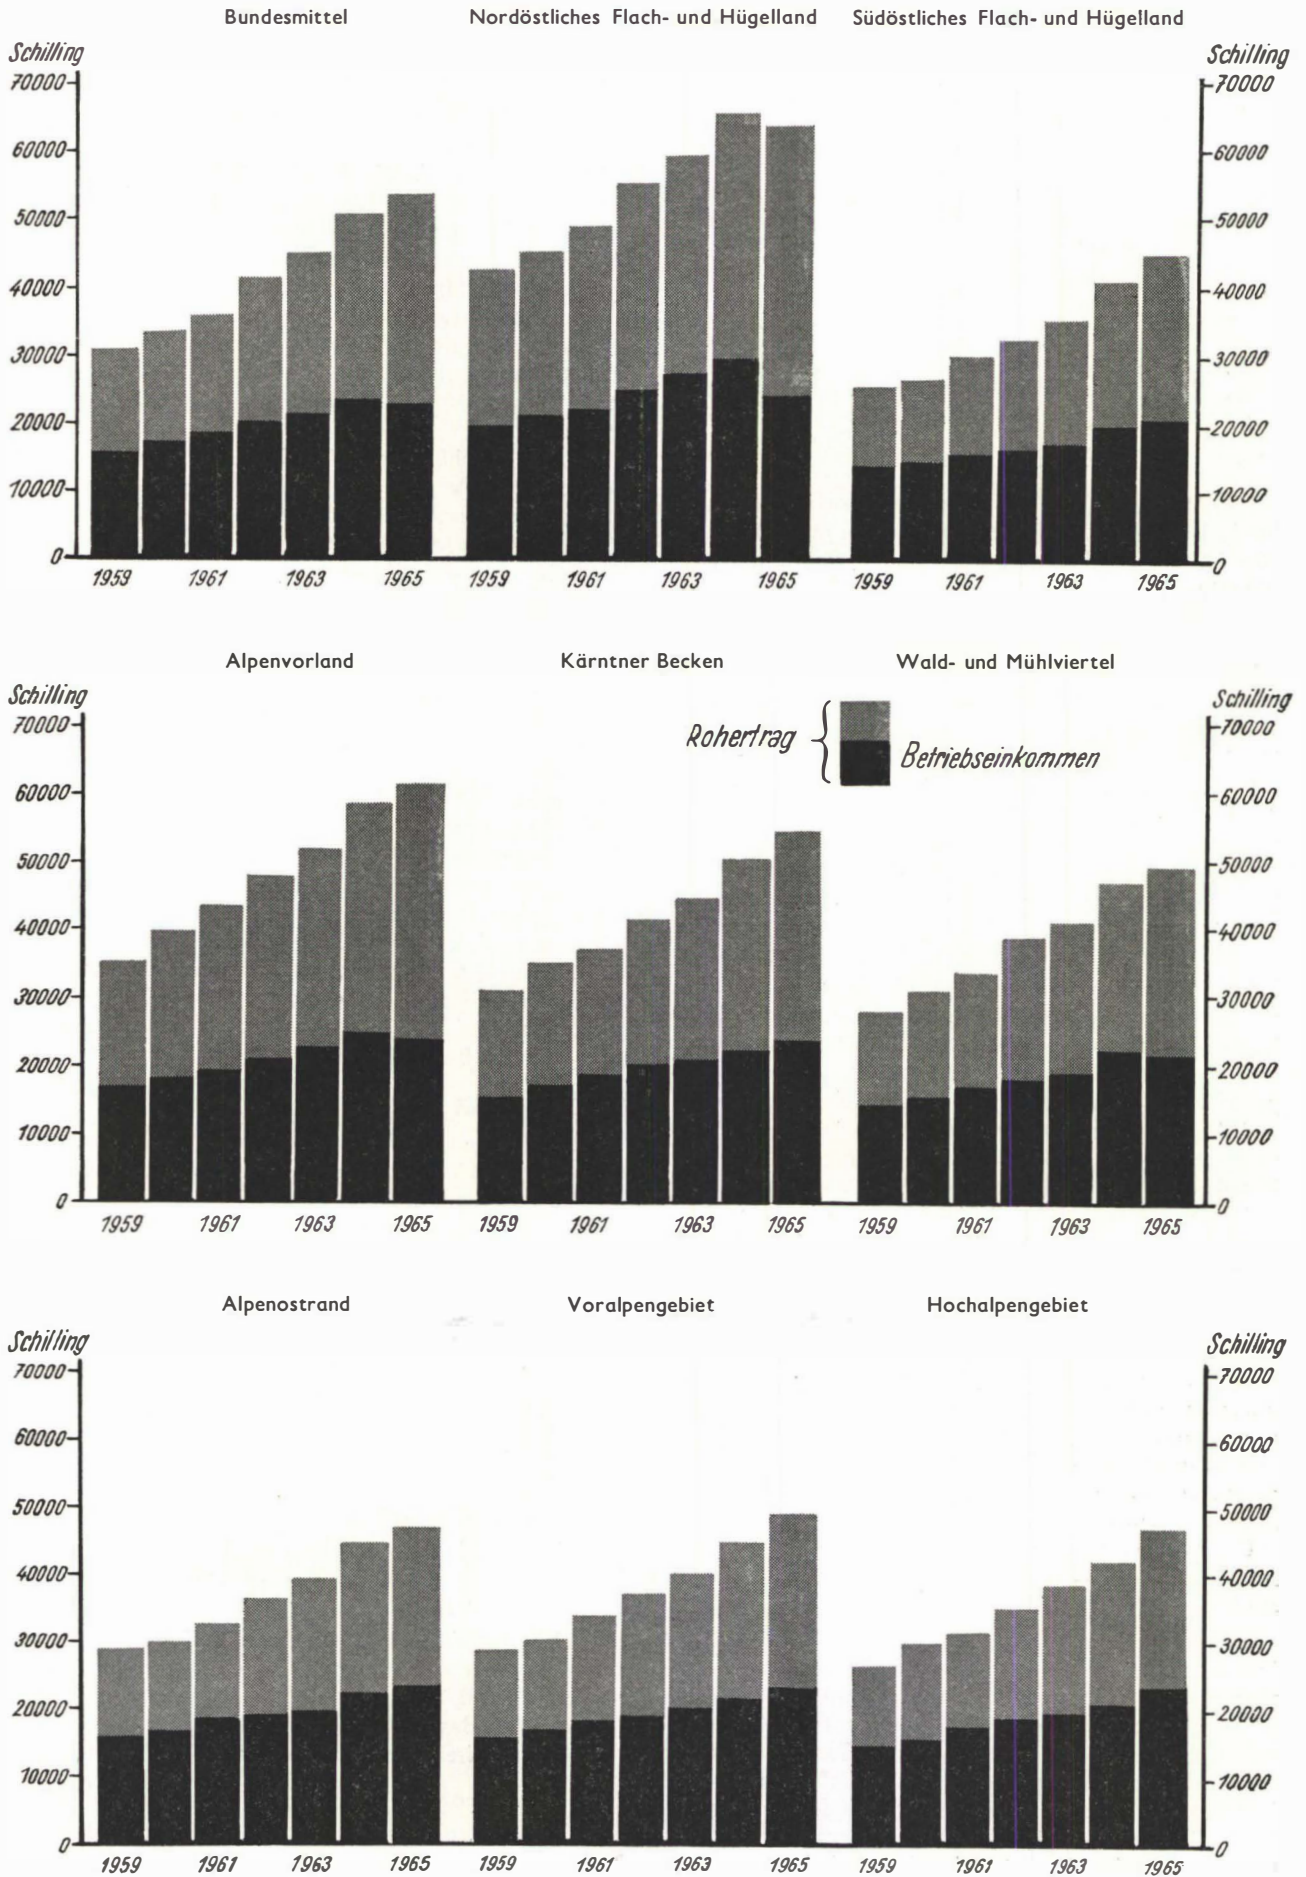 Bundesmittel Nordöstliches Flach- und Hügelland Südöstliches Flach- und Hügelland
Schilling Schilling
70000 70000
60000 60000
50000 50000
40000 40000
30000 30000
20000 20000
10000 10000
0 0
1959 1961 1963 1965 1959 1961 1963 1965 1959 1961 1963 1965
Alpenvorland Kärntner Becken Wald- und Mühlviertel
Schilling Schilling
70000 70000
Rohertrag Betriebseinkommen
60000 60000
50000 50000
40000 40000
30000 30000
20000 20000
10000 10000
0 0
1959 1961 1963 1965 1959 1961 1963 1965 1959 1961 1963 1965
Alpenostrand Voralpengebiet Hochalpengebiet
Schilling Schilling
70000 70000
60000 60000
50000 50000
40000 40000
30000 30000
20000 20000
10000 10000
0 0
1959 1961 1963 1965 1959 1961 1963 1965 1959 1961 1963 1965